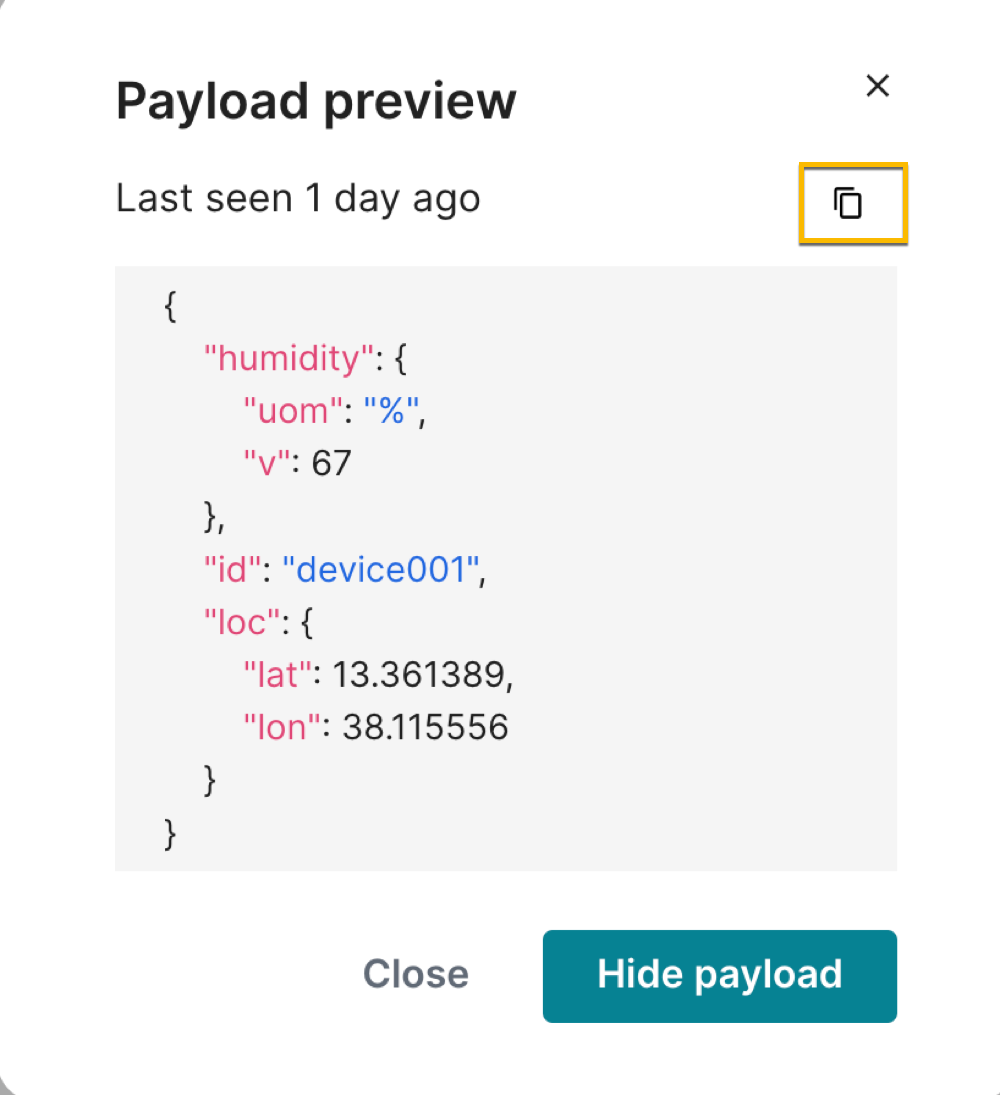 Payload preview
Last seen 1 day ago
{
"humidity": {
"uom": "%",
"v": 67
},
"id": "device001",
"loc": {
"lat": 13.361389,
"lon": 38.115556
}
}
Close
Hide payload